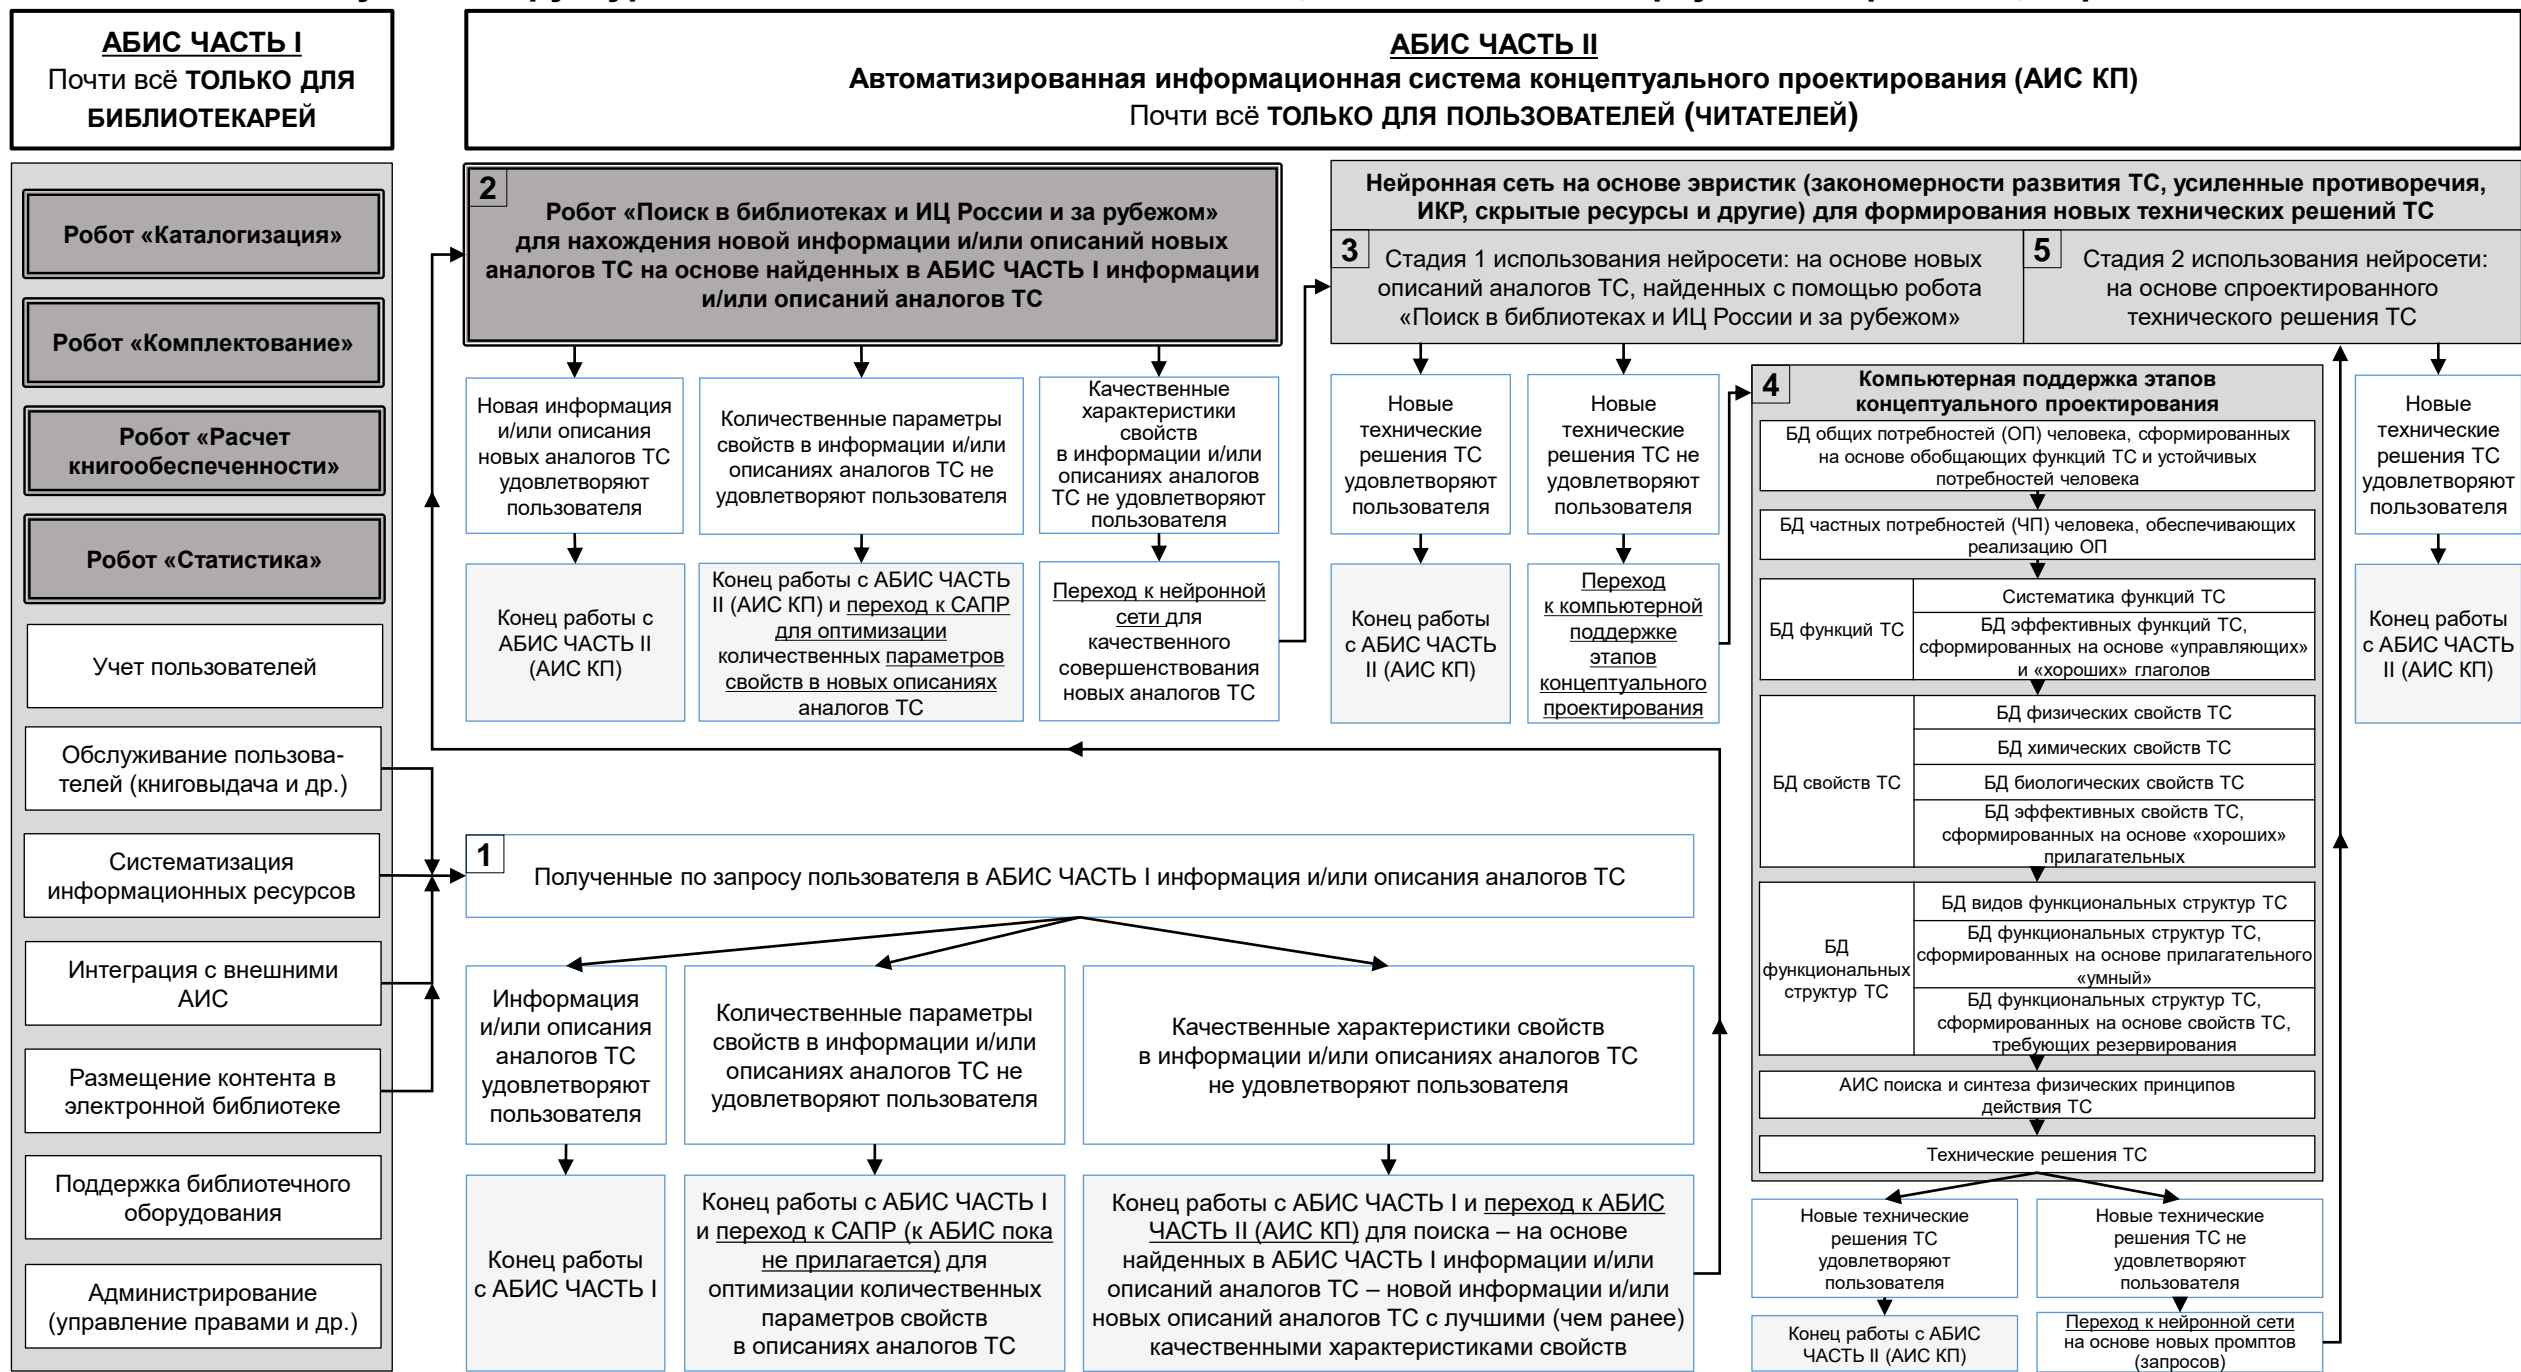 АБИС ЧАСТЬ I
Почти всё ТОЛЬКО ДЛЯ
БИБЛИОТЕКАРЕЙ
АБИС ЧАСТЬ II
Автоматизированная информационная система концептуального проектирования (АИС КП)
Почти всё ТОЛЬКО ДЛЯ ПОЛЬЗОВАТЕЛЕЙ (ЧИТАТЕЛЕЙ)
Робот «Каталогизация»
Робот «Комплектование»
Робот «Расчет
книгообеспеченности»
Робот «Статистика»
Учет пользователей
Обслуживание пользова-
телей (книговыдача и др.)
Систематизация
информационных ресурсов
Интеграция с внешними
АИС
Размещение контента в
электронной библиотеке
Поддержка библиотечного
оборудования
Администрирование
(управление правами и др.)
2
Робот «Поиск в библиотеках и ИЦ России и за рубежом»
для нахождения новой информации и/или описаний новых
аналогов ТС на основе найденных в АБИС ЧАСТЬ I информации
и/или описаний аналогов ТС
Новая информация
и/или описания
новых аналогов ТС
удовлетворяют
пользователя
Количественные параметры
свойств в информации и/или
описаниях аналогов ТС не
удовлетворяют пользователя
Качественные
характеристики
свойств
в информации и/или
описаниях аналогов
ТС не удовлетворяют
пользователя
Конец работы с
АБИС ЧАСТЬ II
(АИС КП)
Конец работы с АБИС ЧАСТЬ
II (АИС КП) и переход к САПР
для оптимизации
количественных параметров
свойств в новых описаниях
аналогов ТС
Переход к нейронной
сети для
качественного
совершенствования
новых аналогов ТС
Нейронная сеть на основе эвристик (закономерности развития ТС, усиленные противоречия,
ИКР, скрытые ресурсы и другие) для формирования новых технических решений ТС
3
Стадия 1 использования нейросети: на основе новых
описаний аналогов ТС, найденных с помощью робота
«Поиск в библиотеках и ИЦ России и за рубежом»
5
Стадия 2 использования нейросети:
на основе спроектированного
технического решения ТС
Новые
технические
решения ТС
удовлетворяют
пользователя
Новые
технические
решения ТС не
удовлетворяют
пользователя
Конец работы
с АБИС ЧАСТЬ
II (АИС КП)
Переход
к компьютерной
поддержке
этапов
концептуального
проектирования
4
Компьютерная поддержка этапов
концептуального проектирования
БД общих потребностей (ОП) человека, сформированных
на основе обобщающих функций ТС и устойчивых
потребностей человека
БД частных потребностей (ЧП) человека, обеспечивающих
реализацию ОП
БД функций ТС
Систематика функций ТС
БД эффективных функций ТС,
сформированных на основе «управляющих»
и «хороших» глаголов
БД свойств ТС
БД физических свойств ТС
БД химических свойств ТС
БД биологических свойств ТС
БД эффективных свойств ТС,
сформированных на основе «хороших»
прилагательных
БД
функциональных
структур ТС
БД видов функциональных структур ТС
БД функциональных структур ТС,
сформированных на основе прилагательного
«умный»
БД функциональных структур ТС,
сформированных на основе свойств ТС,
требующих резервирования
АИС поиска и синтеза физических принципов
действия ТС
Технические решения ТС
Новые технические
решения ТС
удовлетворяют
пользователя
Новые технические
решения ТС не
удовлетворяют
пользователя
Конец работы с АБИС
ЧАСТЬ II (АИС КП)
Переход к нейронной сети
на основе новых промптов
(запросов)
Новые
технические
решения ТС
удовлетворяют
пользователя
Конец работы
с АБИС ЧАСТЬ
II (АИС КП)
1
Полученные по запросу пользователя в АБИС ЧАСТЬ I информация и/или описания аналогов ТС
Информация
и/или описания
аналогов ТС
удовлетворяют
пользователя
Количественные параметры
свойств в информации и/или
описаниях аналогов ТС не
удовлетворяют пользователя
Качественные характеристики свойств
в информации и/или описаниях аналогов ТС
не удовлетворяют пользователя
Конец работы
с АБИС ЧАСТЬ I
Конец работы с АБИС ЧАСТЬ I
и переход к САПР (к АБИС пока
не прилагается) для
оптимизации количественных
параметров свойств
в описаниях аналогов ТС
Конец работы с АБИС ЧАСТЬ I и переход к АБИС
ЧАСТЬ II (АИС КП) для поиска – на основе
найденных в АБИС ЧАСТЬ I информации и/или
описаний аналогов ТС – новой информации и/или
новых описаний аналогов ТС с лучшими (чем ранее)
качественными характеристиками свойств